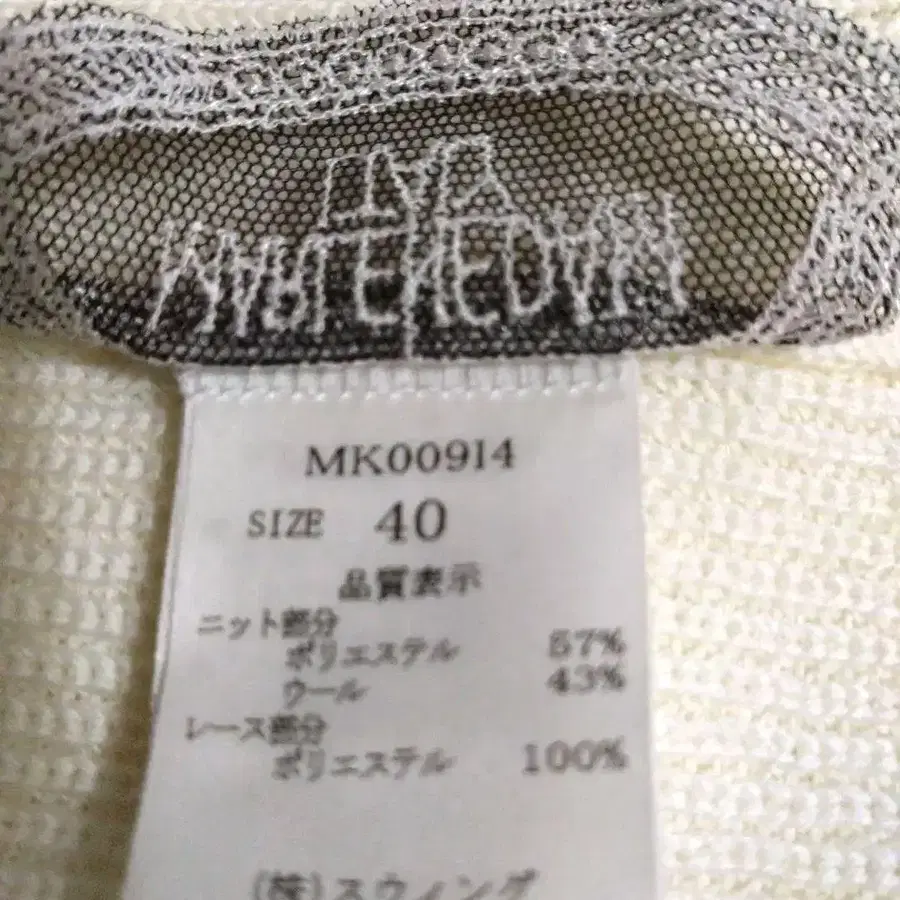 MK00914
SIZE 40
品質表示
ニット部分
ポリエステル 57%
ウール 43%
レース部分
ポリエステル 100%
(株)スウィング